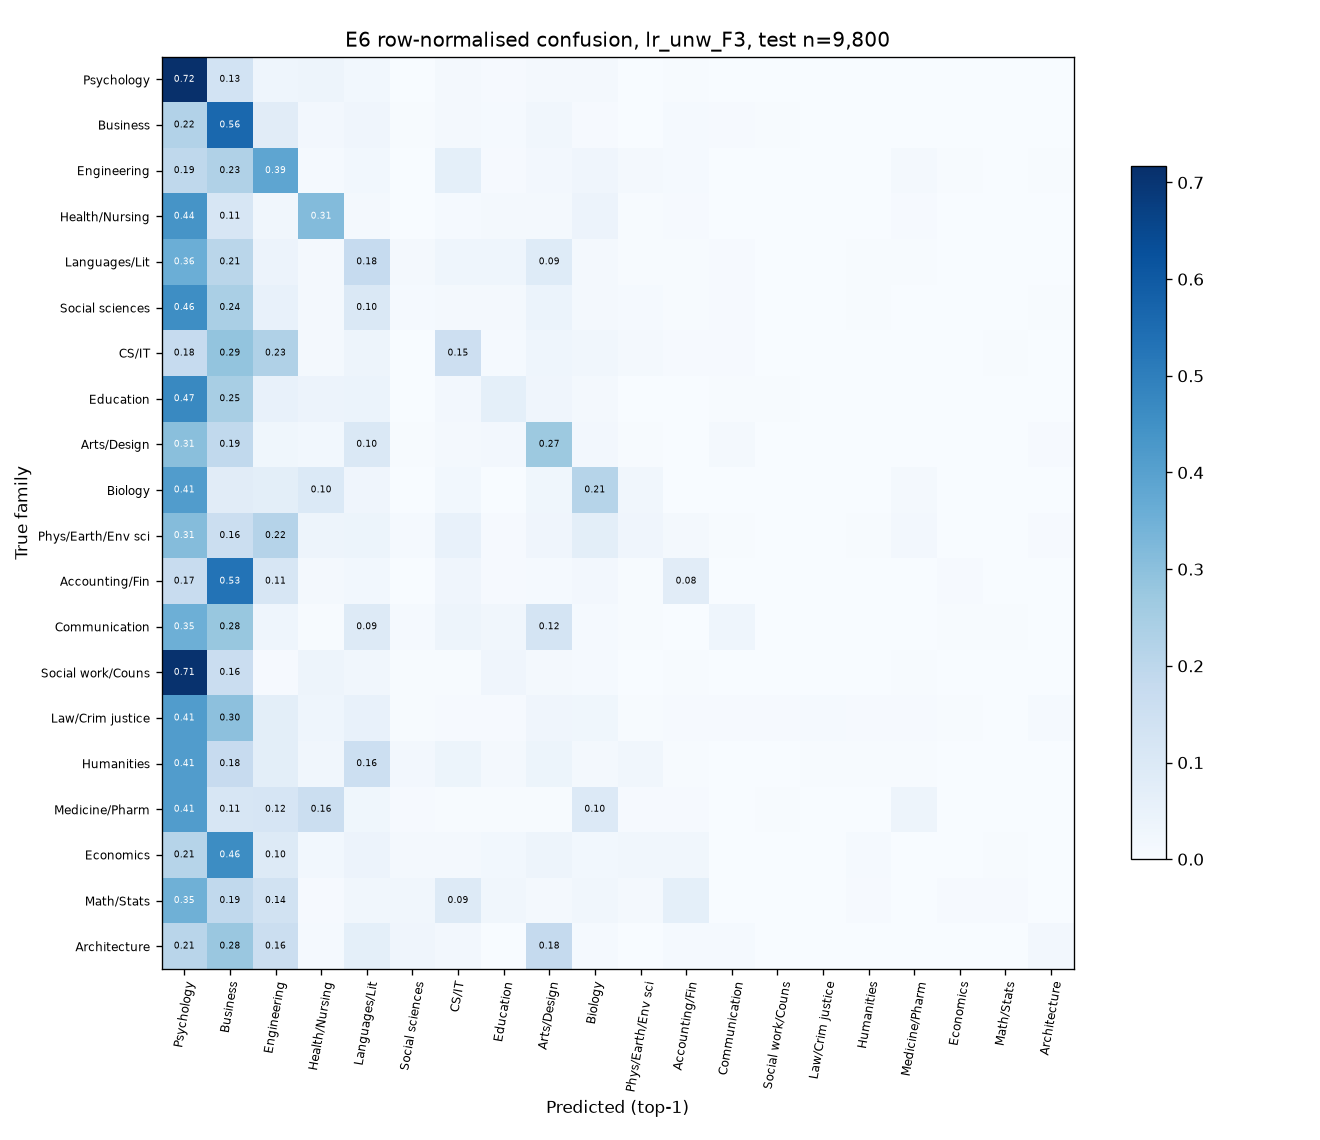 E6 row-normalised confusion, lr_unw_F3, test n=9,800
True family
Psychology 0.72 0.13
Business 0.22 0.56
Engineering 0.19 0.23 0.39
Health/Nursing 0.44 0.11 0.31
Languages/Lit 0.36 0.21 0.18 0.09
Social sciences 0.46 0.24 0.10
CS/IT 0.18 0.29 0.23 0.15
Education 0.47 0.25
Arts/Design 0.31 0.19 0.10 0.27
Biology 0.41 0.10 0.21
Phys/Earth/Env sci 0.31 0.16 0.22
Accounting/Fin 0.17 0.53 0.11 0.08
Communication 0.35 0.28 0.09 0.12
Social work/Couns 0.71 0.16
Law/Crim justice 0.41 0.30
Humanities 0.41 0.18 0.16
Medicine/Pharm 0.41 0.11 0.12 0.16 0.10
Economics 0.21 0.46 0.10
Math/Stats 0.35 0.19 0.14 0.09
Architecture 0.21 0.28 0.16 0.18
Psychology
Business
Engineering
Health/Nursing
Languages/Lit
Social sciences
CS/IT
Education
Arts/Design
Biology
Phys/Earth/Env sci
Accounting/Fin
Communication
Social work/Couns
Law/Crim justice
Humanities
Medicine/Pharm
Economics
Math/Stats
Architecture
Predicted (top-1)
0.7
0.6
0.5
0.4
0.3
0.2
0.1
0.0